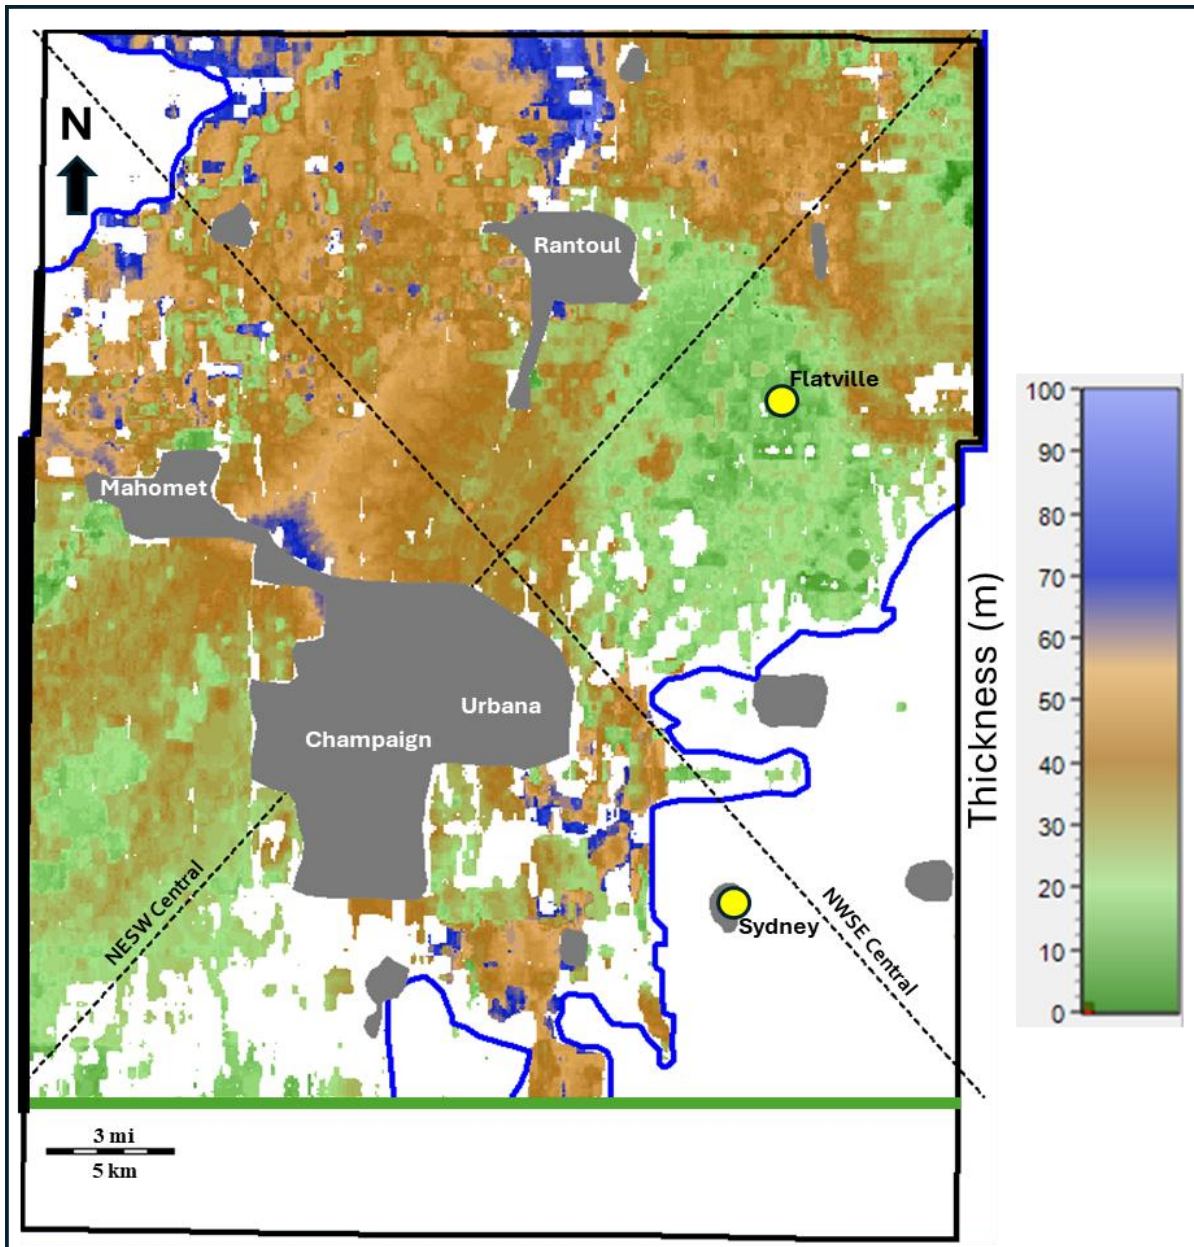 N
Rantoul
Flatville
Mahomet
Urbana
Champaign
NESW Central
NWSE Central
Sydney
3 mi
5 km
Thickness (m)
100
90
80
70
60
50
40
30
20
10
0